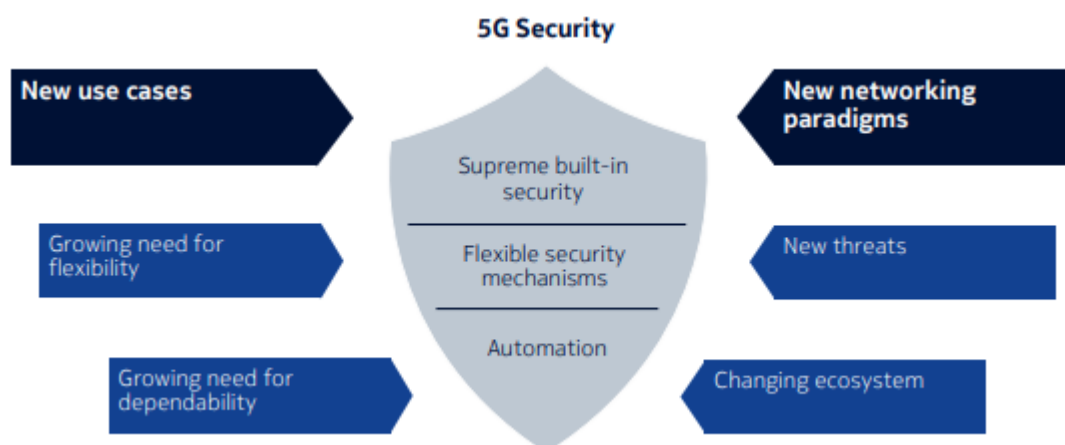 5G Security
New use cases
New networking
paradigms
Supreme built-in
security
Growing need for
flexibility
Flexible security
mechanisms
New threats
Automation
Growing need for
dependability
Changing ecosystem